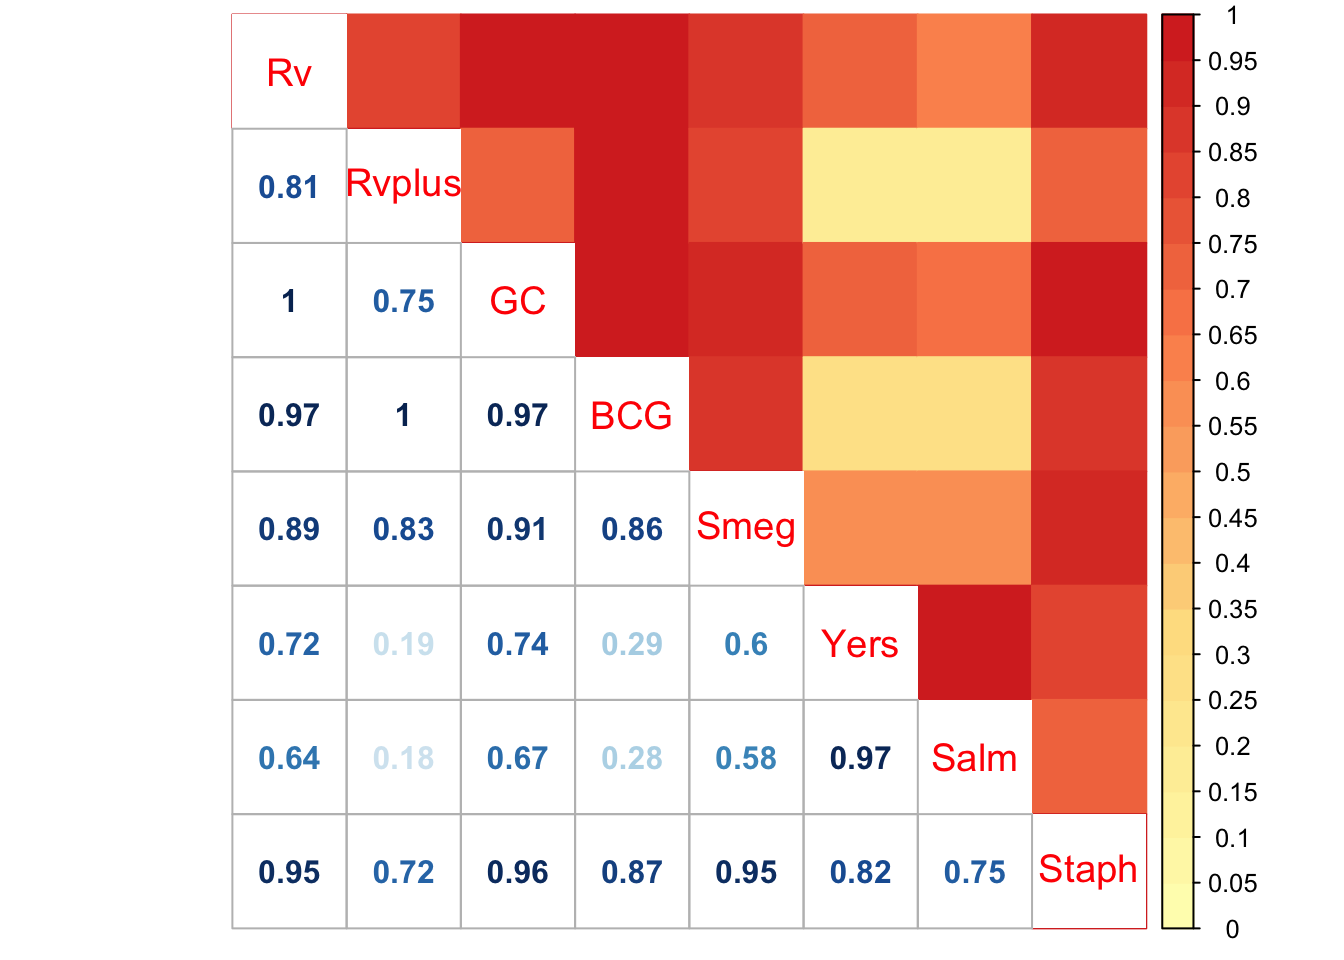 Rv
0.81 Rvplus
1 0.75 GC
0.97 1 0.97 BCG
0.89 0.83 0.91 0.86 Smeg
0.72 0.19 0.74 0.29 0.6 Yers
0.64 0.18 0.67 0.28 0.58 0.97 Salm
0.95 0.72 0.96 0.87 0.95 0.82 0.75 Staph
1
0.95
0.9
0.85
0.8
0.75
0.7
0.65
0.6
0.55
0.5
0.45
0.4
0.35
0.3
0.25
0.2
0.15
0.1
0.05
0